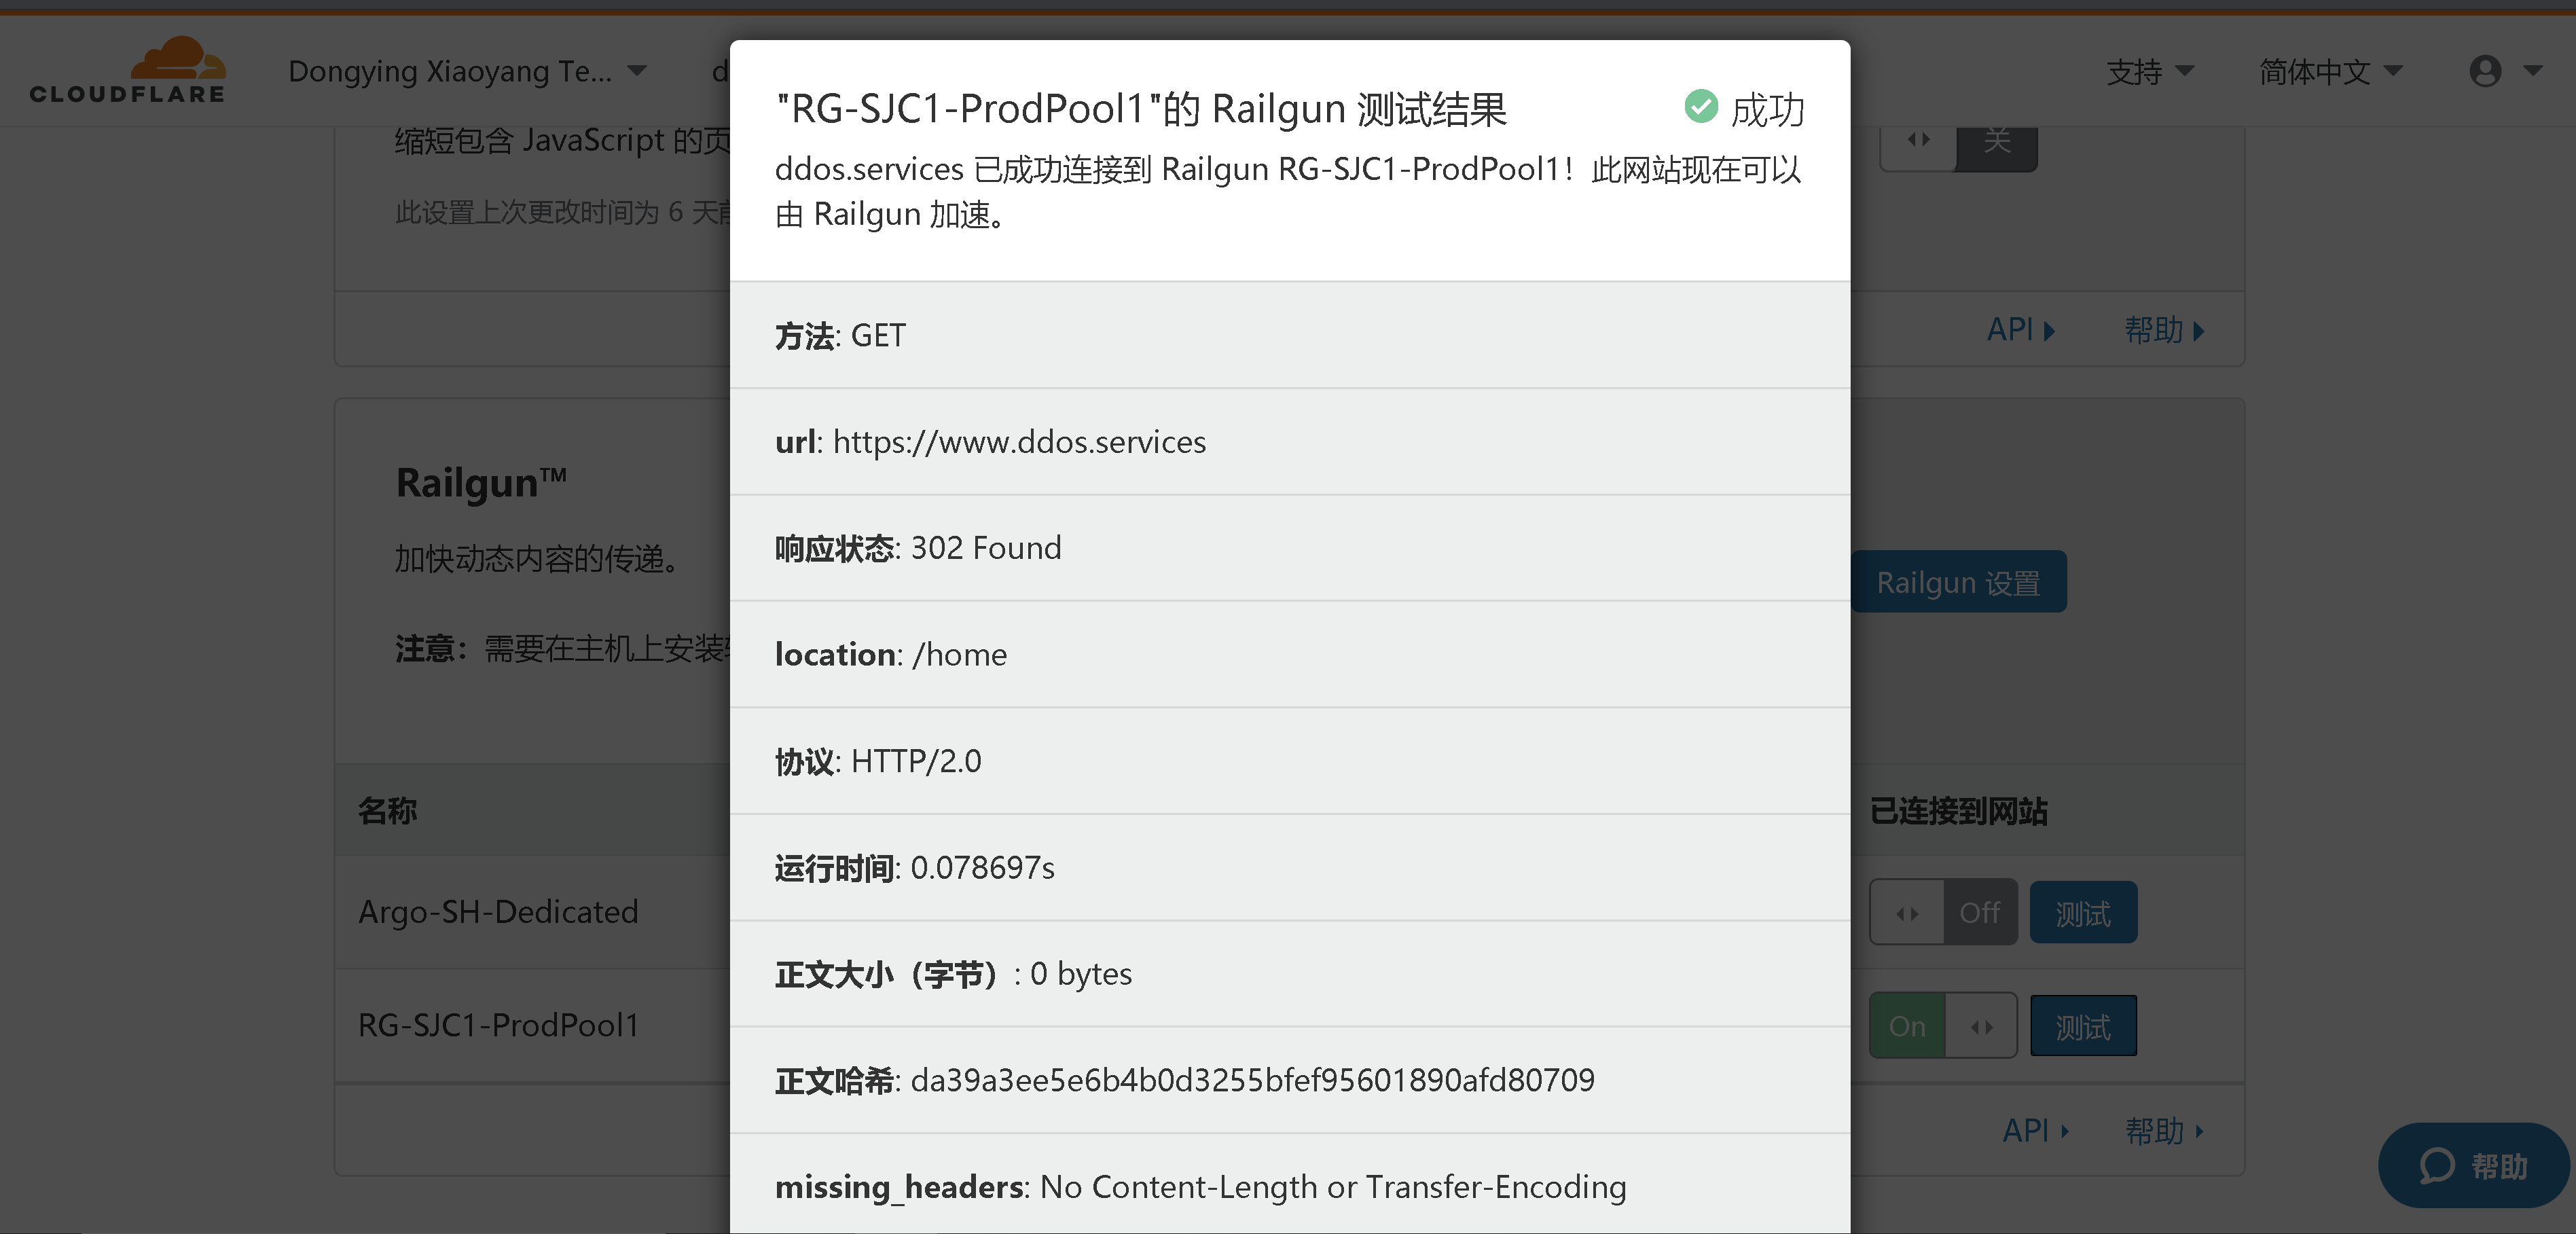 CLOUDFLARE
Dongying Xiaoyang Te...
d
支持
简体中文
缩短包含 JavaScript 的页
此设置上次更改时间为 6 天前
关
API
帮助
"RG-SJC1-ProdPool1"的 Railgun 测试结果
成功
ddos.services 已成功连接到 Railgun RG-SJC1-ProdPool1！此网站现在可以
由 Railgun 加速。
方法: GET
url: https://www.ddos.services
响应状态: 302 Found
location: /home
协议: HTTP/2.0
运行时间: 0.078697s
正文大小（字节）: 0 bytes
正文哈希: da39a3ee5e6b4b0d3255bfef95601890afd80709
missing_headers: No Content-Length or Transfer-Encoding
Railgun™
加快动态内容的传递。
注意：需要在主机上安装
Railgun 设置
名称
已连接到网站
Argo-SH-Dedicated
Off
测试
RG-SJC1-ProdPool1
On
测试
API
帮助
帮助